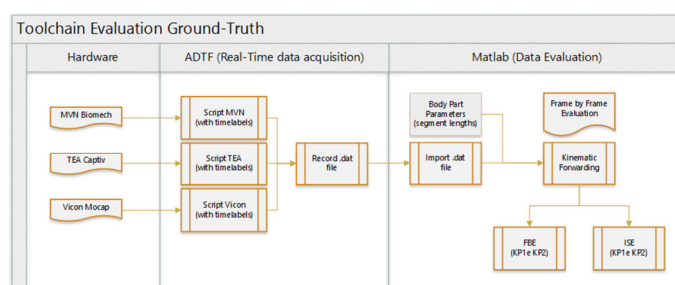 Toolchain Evaluation Ground-Truth
Hardware
ADTF (Real-Time data acquisition)
Matlab (Data Evaluation)
MVN Biomech
Script MVN
(with timelabels)
Body Part
Parameters
(segment lengths)
Frame by Frame
Evaluation
TEA Captiv
Script TEA
(with timelabels)
Record .dat
file
Import .dat
file
Kinematic
Forwarding
Vicon Mocap
Script Vicon
(with timelabels)
FBE
(KP1e KP2)
ISE
(KP1e KP2)